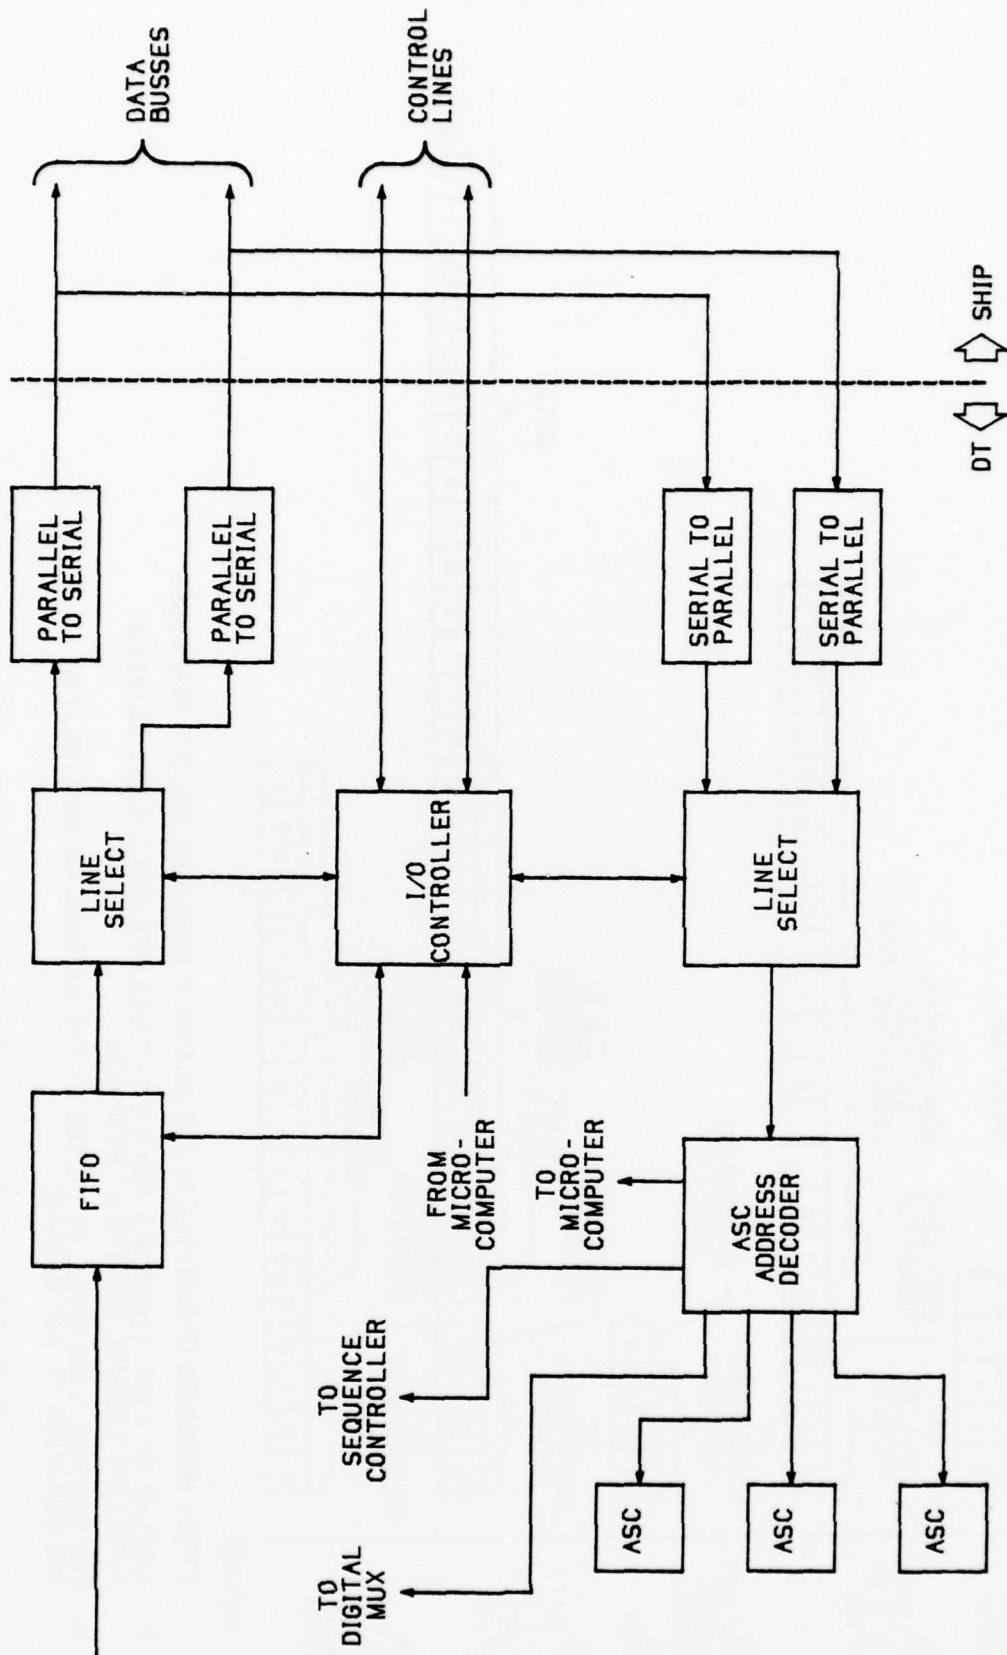 FIFO
LINE
SELECT
PARALLEL
TO SERIAL
PARALLEL
TO SERIAL
DATA
BUSSES
FROM
MICRO-
COMPUTER
I/O
CONTROLLER
CONTROL
LINES
TO
DIGITAL
MUX
TO
SEQUENCE
CONTROLLER
TO
MICRO-
COMPUTER
ASC
ASC
ASC
ASC
ADDRESS
DECODER
LINE
SELECT
SERIAL TO
PARALLEL
SERIAL TO
PARALLEL
DT
SHIP